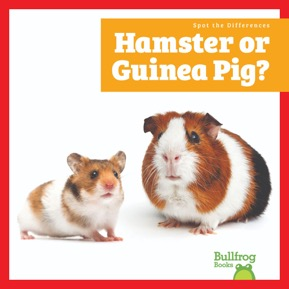 Spot the Differences
Hamster or
Guinea Pig?
Bullfrog
Books